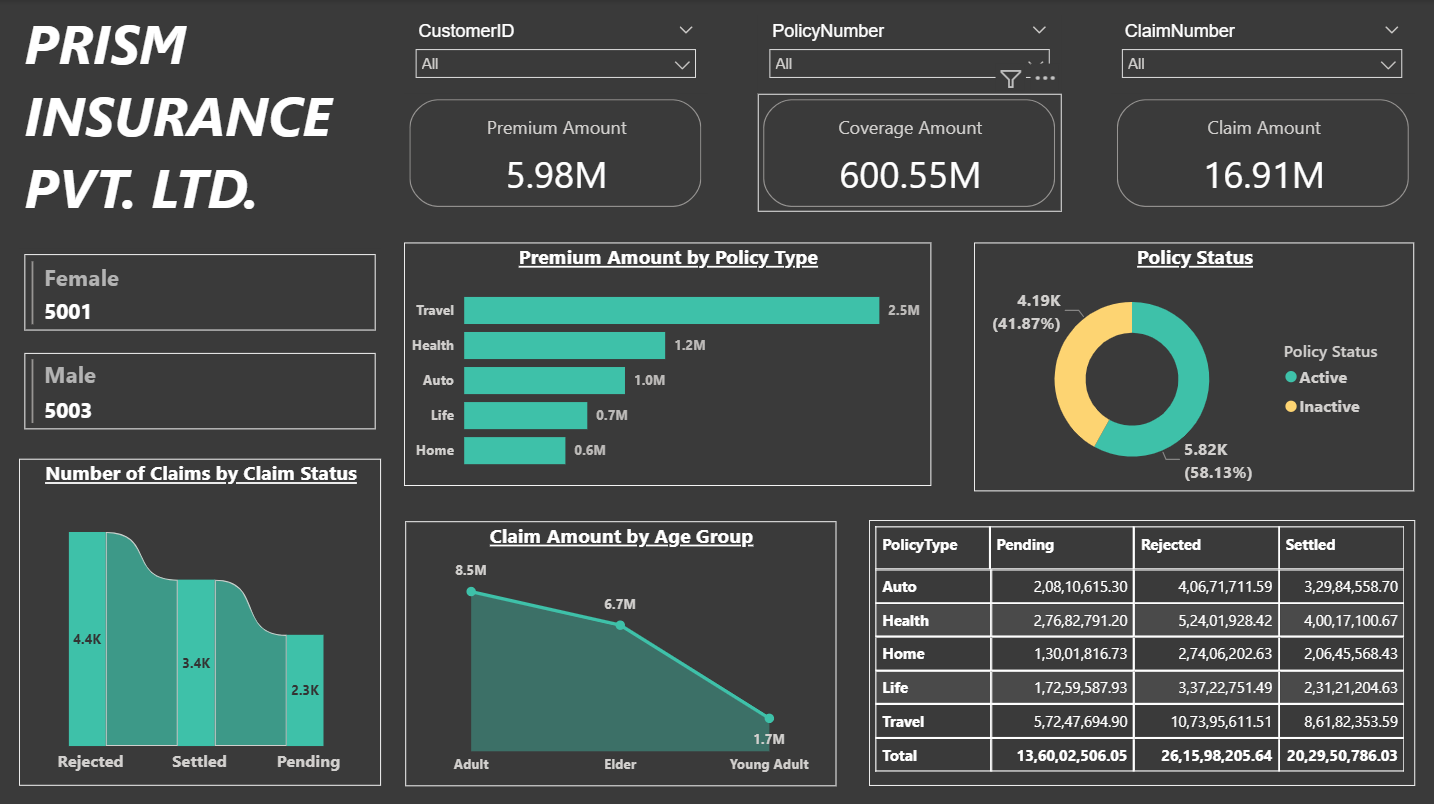 PRISM
INSURANCE
PVT. LTD.
CustomerID
All
PolicyNumber
All
ClaimNumber
All
Premium Amount
5.98M
Coverage Amount
600.55M
Claim Amount
16.91M
Female
5001
Male
5003
Premium Amount by Policy Type
Travel 2.5M
Health 1.2M
Auto 1.0M
Life 0.7M
Home 0.6M
Policy Status
4.19K
(41.87%)
5.82K
(58.13%)
Policy Status
Active
Inactive
Number of Claims by Claim Status
4.4K
3.4K
2.3K
Rejected Settled Pending
Claim Amount by Age Group
8.5M
6.7M
1.7M
Adult Elder Young Adult
PolicyType Pending Rejected Settled
Auto 2,08,10,615.30 4,06,71,711.59 3,29,84,558.70
Health 2,76,82,791.20 5,24,01,928.42 4,00,17,100.67
Home 1,30,01,816.73 2,74,06,202.63 2,06,45,568.43
Life 1,72,59,587.93 3,37,22,751.49 2,31,21,204.63
Travel 5,72,47,694.90 10,73,95,611.51 8,61,82,353.59
Total 13,60,02,506.05 26,15,98,205.64 20,29,50,786.03